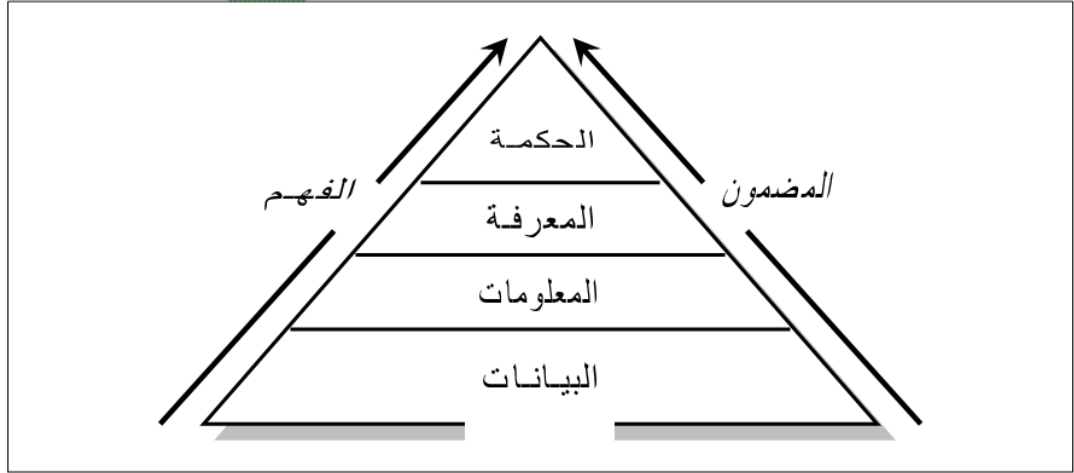 الحكمة
المضمون
الفهم
المعرفة
المعلومات
البيانات